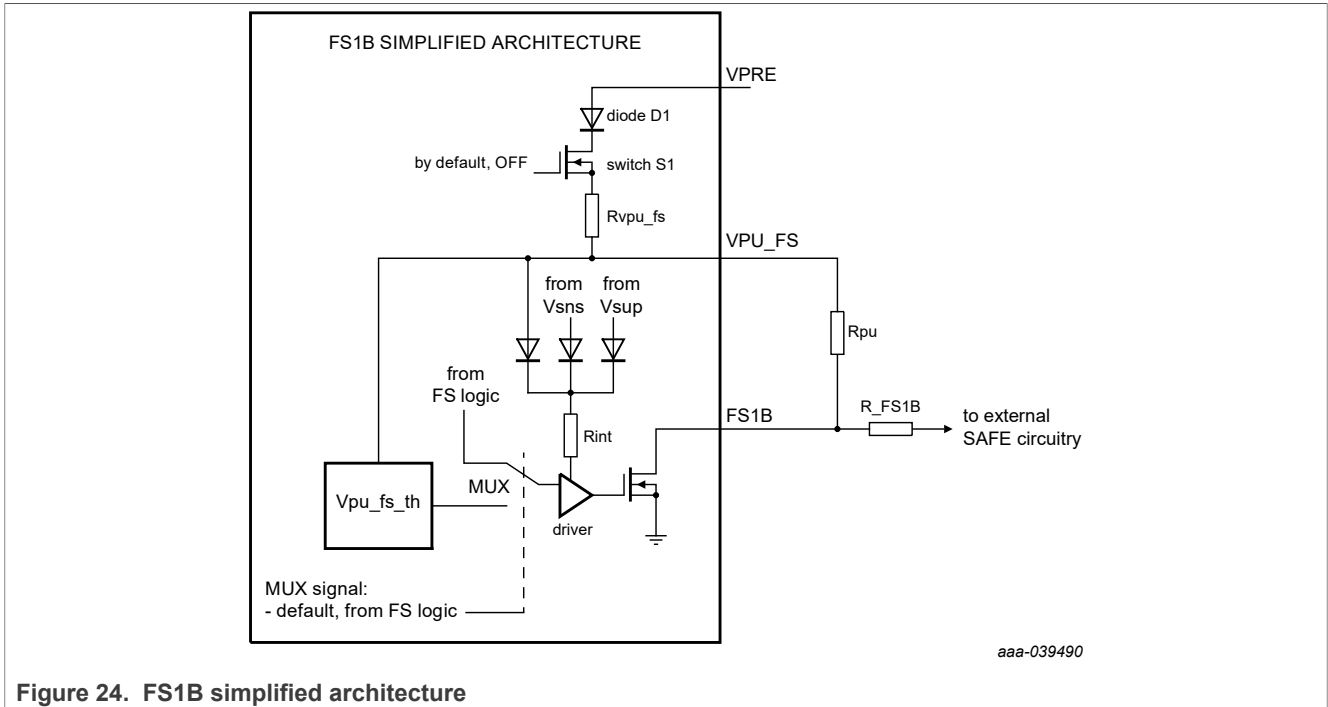 FS1B SIMPLIFIED ARCHITECTURE
VPRE
diode D1
by default, OFF
switch S1
Rvpu_fs
VPU_FS
from
Vsns
from
Vsup
Rpu
from
FS logic
FS1B
R_FS1B
to external
SAFE circuitry
Rint
MUX
Vpu_fs_th
driver
MUX signal:
- default, from FS logic
aaa-039490
Figure 24. FS1B simplified architecture